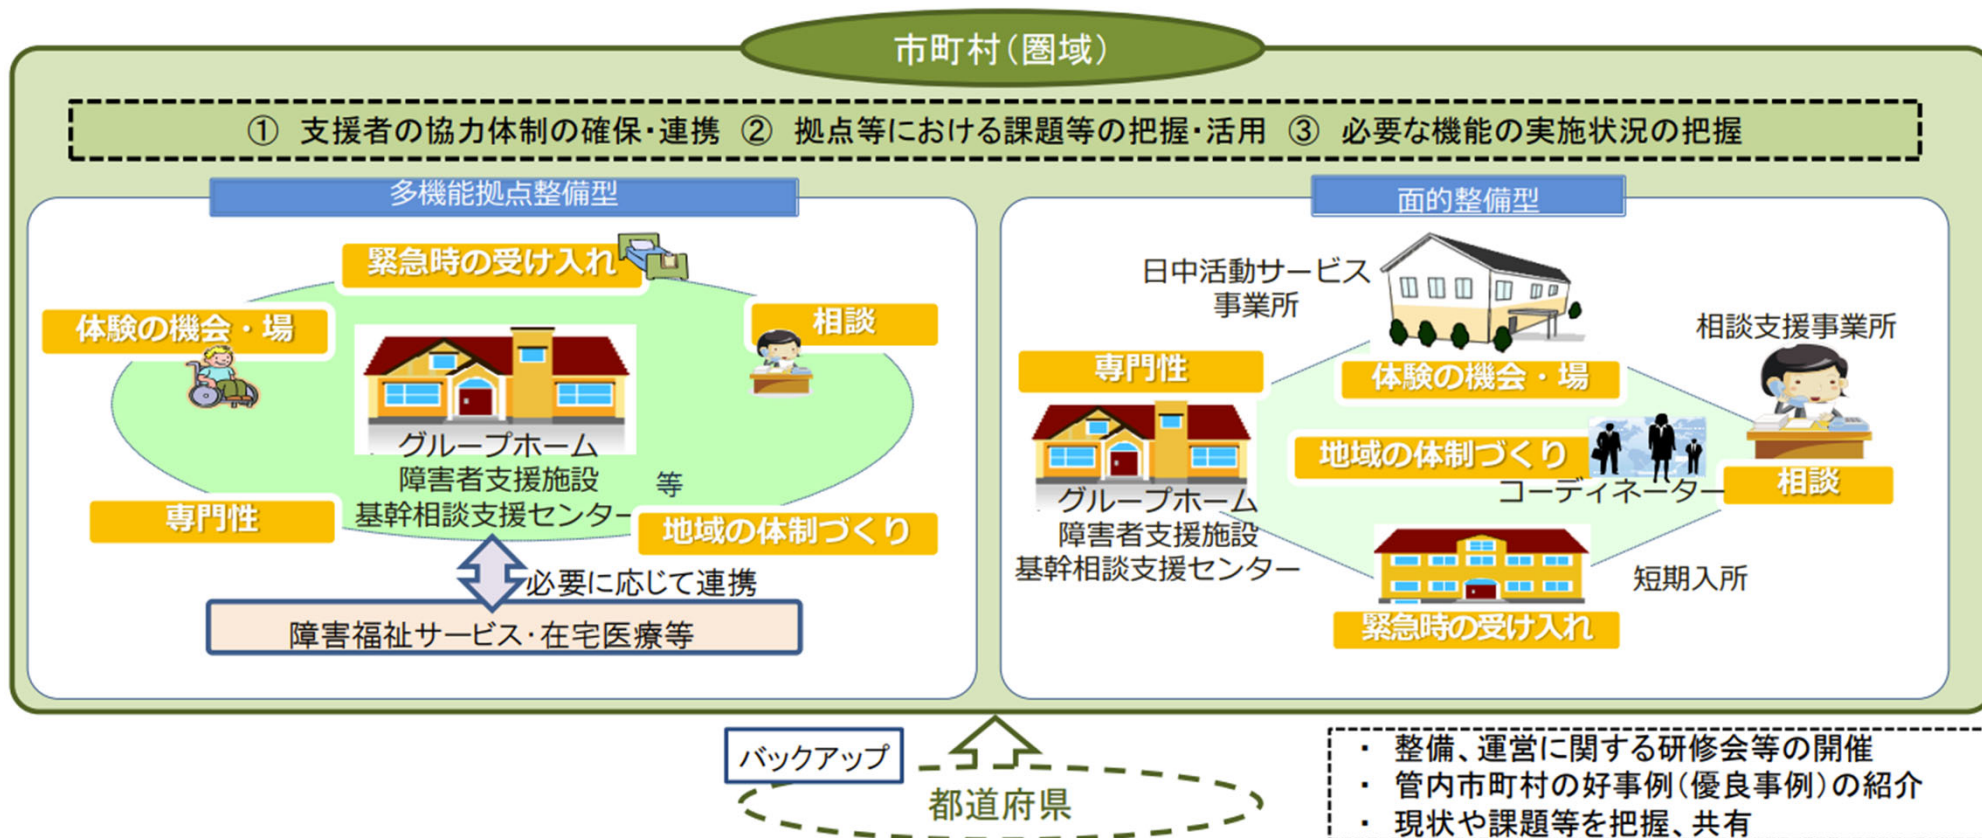 市町村(圏域)
① 支援者の協力体制の確保・連携 ② 拠点等における課題等の把握・活用 ③ 必要な機能の実施状況の把握
多機能拠点整備型
緊急時の受け入れ
体験の機会・場
相談
グループホーム
障害者支援施設
等
基幹相談支援センター
専門性
地域の体制づくり
必要に応じて連携
障害福祉サービス・在宅医療等
面的整備型
日中活動サービス
事業所
相談支援事業所
専門性
体験の機会・場
地域の体制づくり
コーディネーター
相談
グループホーム
障害者支援施設
基幹相談支援センター
短期入所
緊急時の受け入れ
バックアップ
都道府県
・ 整備、運営に関する研修会等の開催
・ 管内市町村の好事例(優良事例)の紹介
・ 現状や課題等を把握、共有